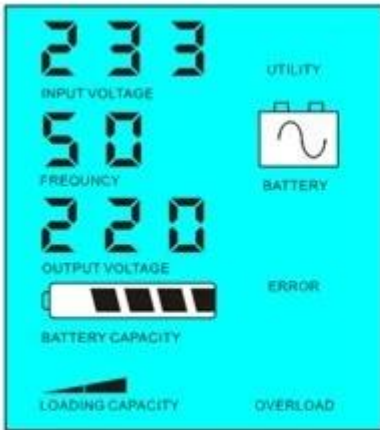 233
UTILITY
INPUT VOLTAGE
50
FREQUNCY
BATTERY
220
OUTPUT VOLTAGE
ERROR
BATTERY CAPACITY
LOADING CAPACITY
OVERLOAD